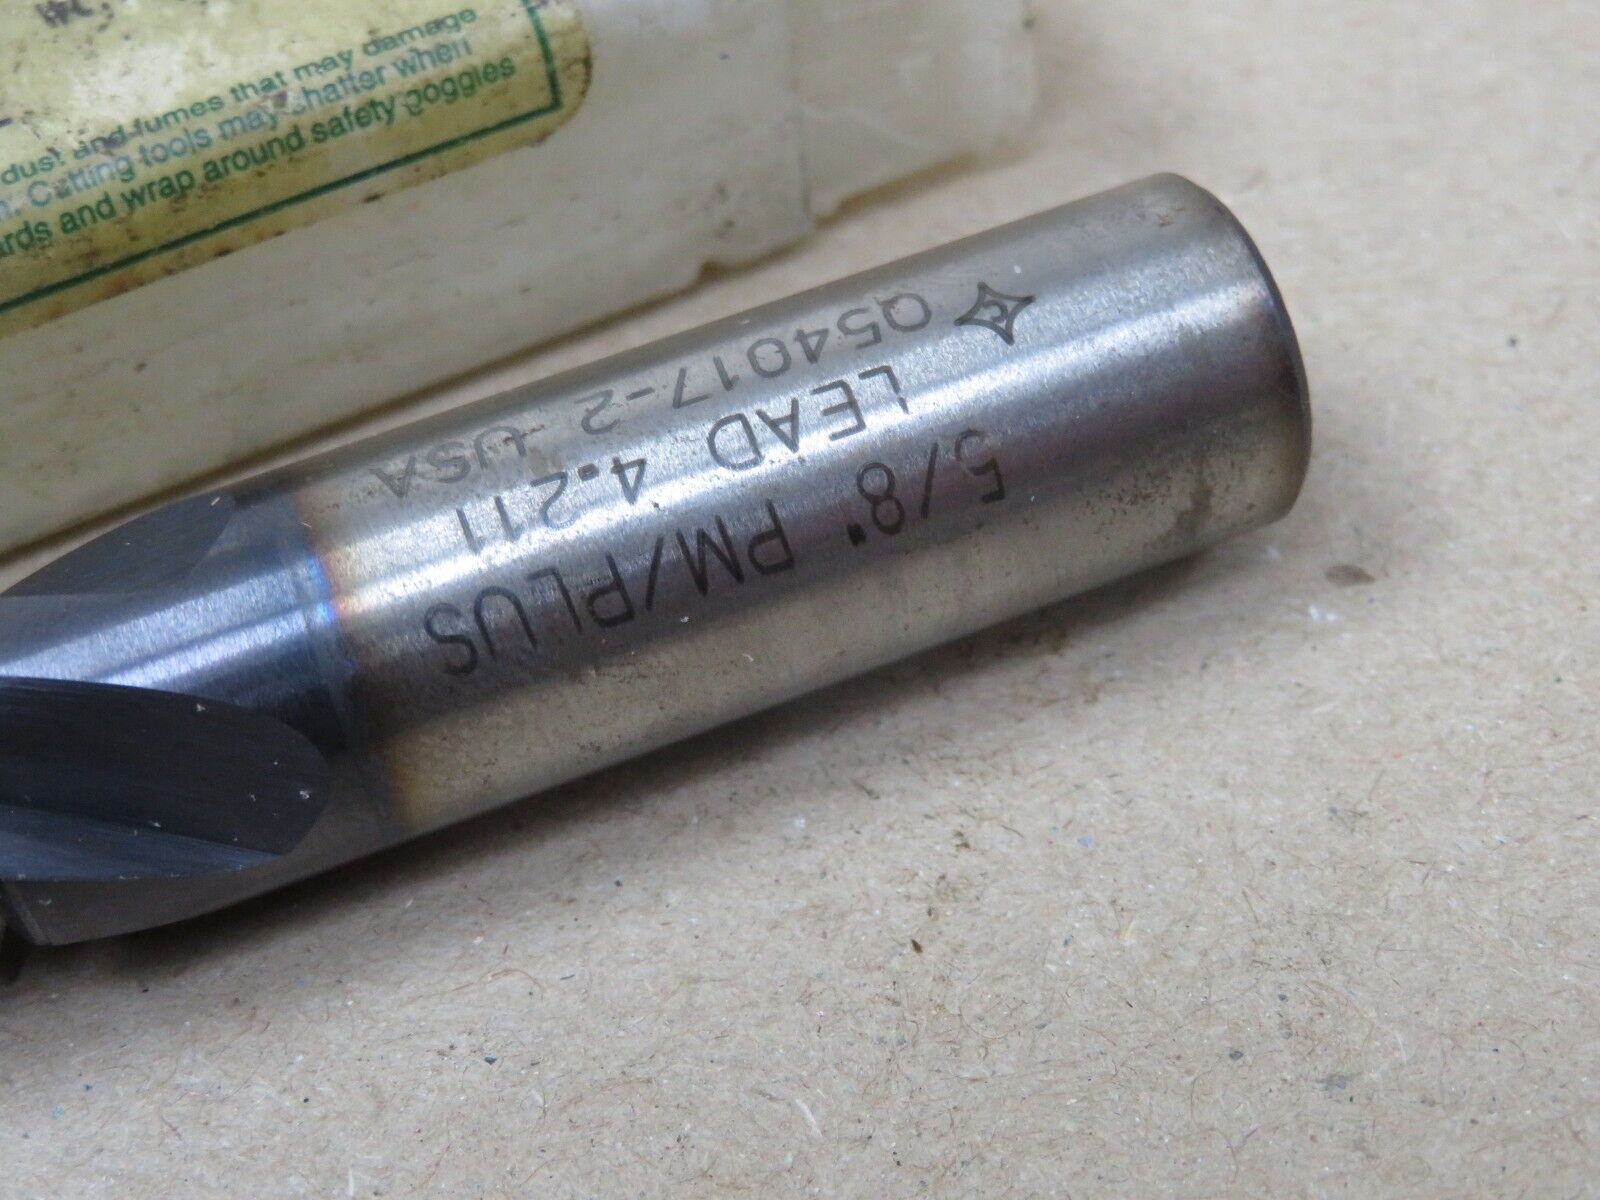 dust and fumes that may damage
Cutting tools may shatter when
and wrap around safety goggles
5/8" PM/PLUS
LEAD 4.211
Q54017-2 USA